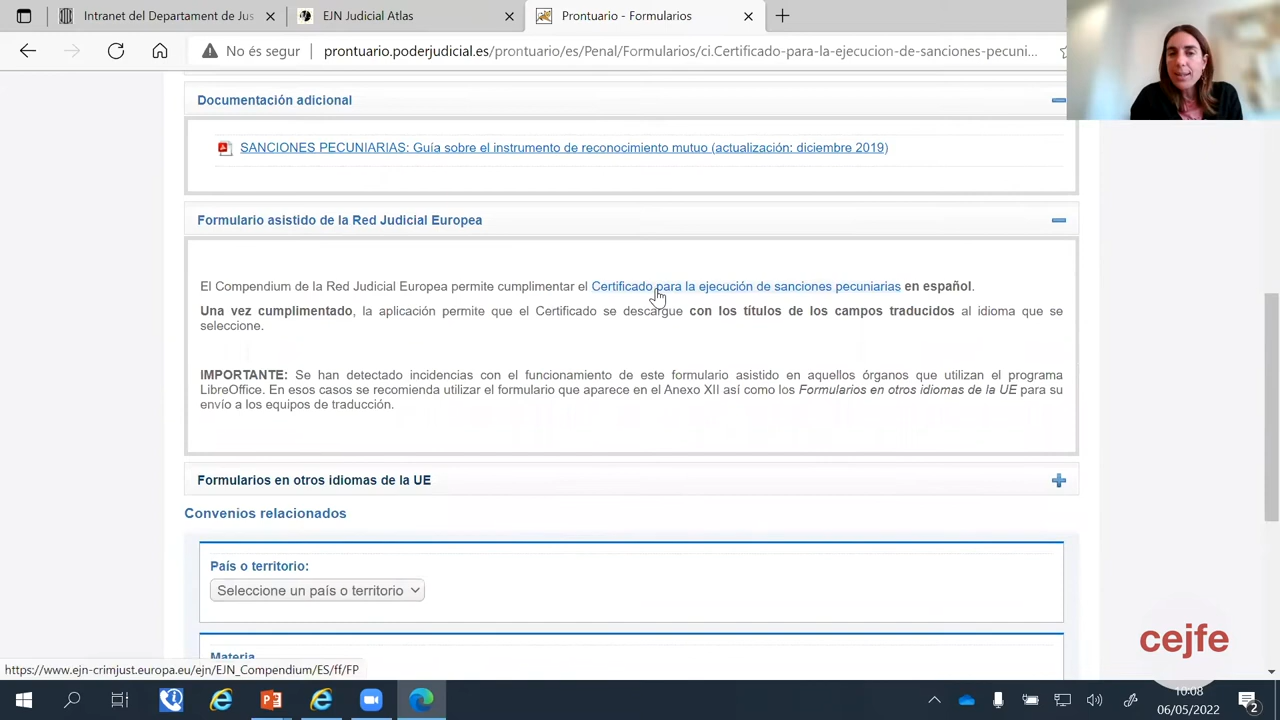 Intranet del Departament de Jus
EJN Judicial Atlas
Prontuario - Formularios
No és segur
prontuario.poderjudicial.es/prontuario/es/Penal/Formularios/ci.Certificado-para-la-ejecucion-de-sanciones-pecuni...
Documentación adicional
SANCIONES PECUNIARIAS: Guía sobre el instrumento de reconocimiento mutuo (actualización: diciembre 2019)
Formulario asistido de la Red Judicial Europea
El Compendium de la Red Judicial Europea permite cumplimentar el Certificado para la ejecución de sanciones pecuniarias en español.
Una vez cumplimentado, la aplicación permite que el Certificado se descargue con los títulos de los campos traducidos al idioma que se
seleccione.
IMPORTANTE: Se han detectado incidencias con el funcionamiento de este formulario asistido en aquellos órganos que utilizan el programa
LibreOffice. En esos casos se recomienda utilizar el formulario que aparece en el Anexo XII así como los Formularios en otros idiomas de la UE para su
envío a los equipos de traducción.
Formularios en otros idiomas de la UE
Convenios relacionados
País o territorio:
Seleccione un país o territorio
Materia
cejfe
https://www.ejn-crimjust.europa.eu/ejn/EJN_Compendium/ES/ff/FP
10:08
06/05/2022
2